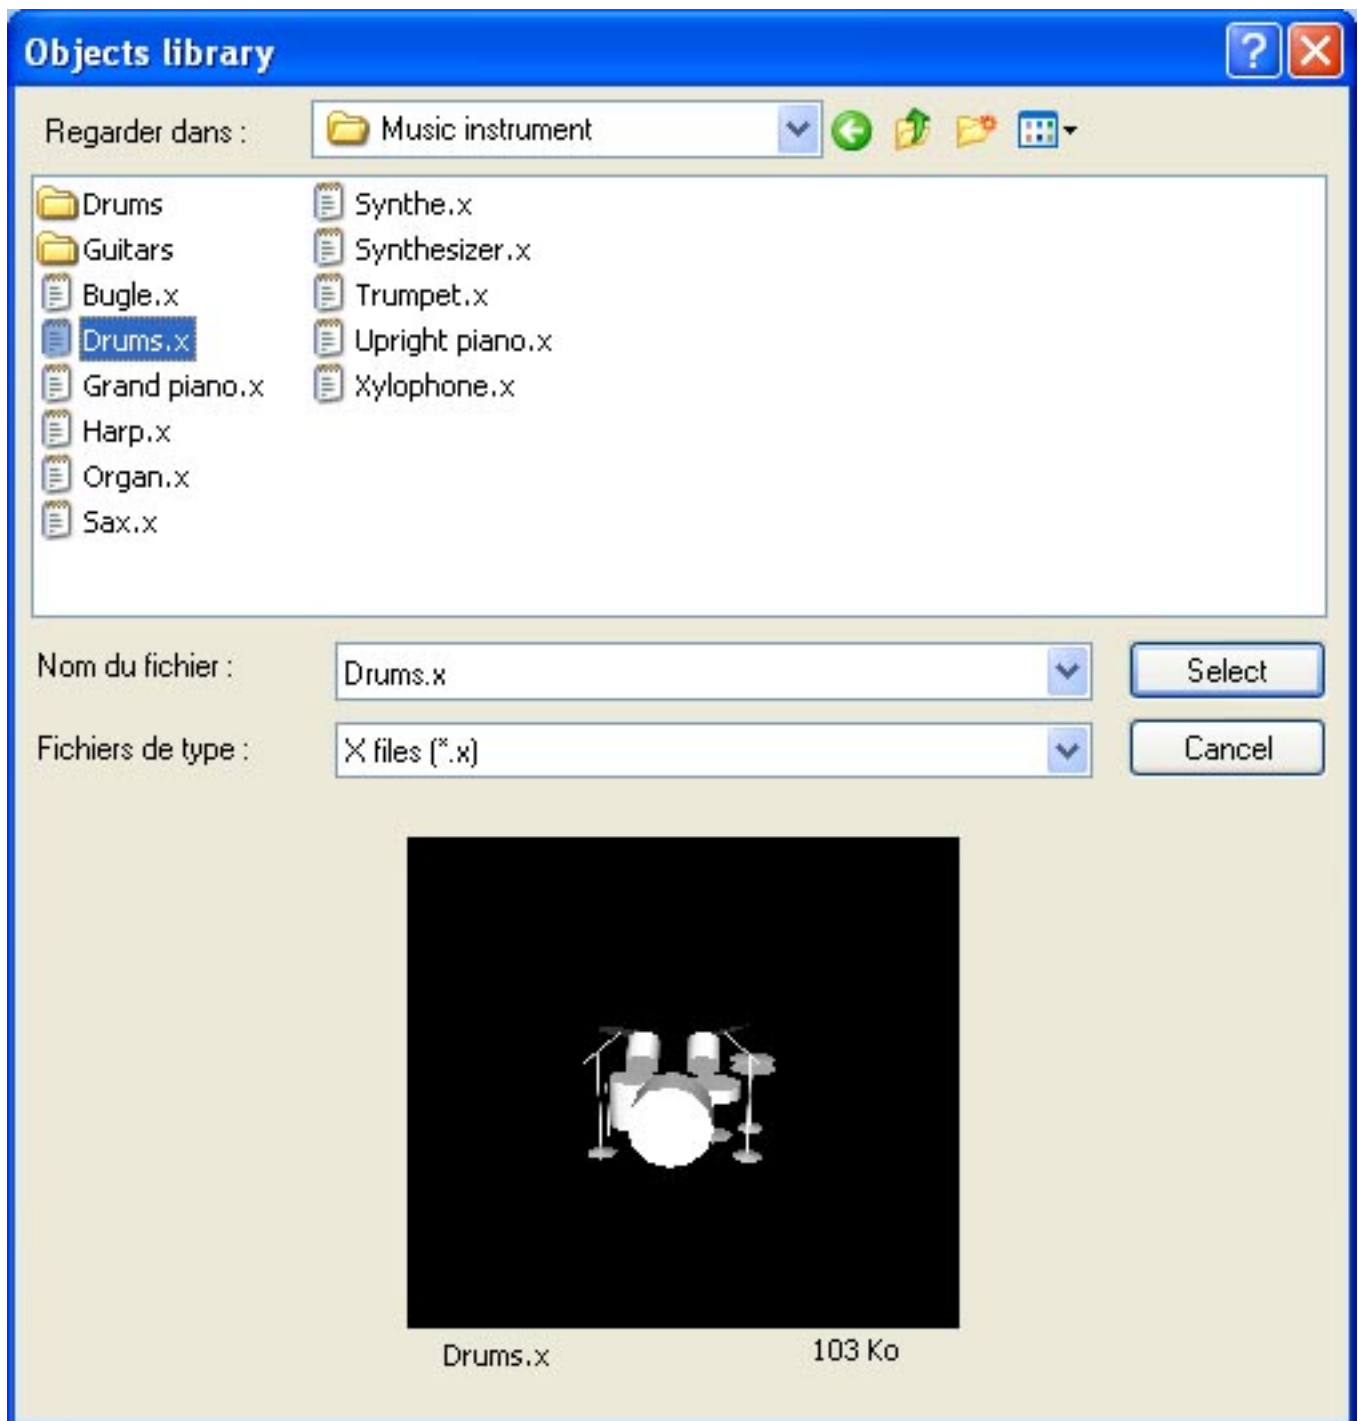 Objects library
Regarder dans :
Music instrument
Drums
Guitars
Bugle.x
Drums.x
Grand piano.x
Harp.x
Organ.x
Sax.x
Synthe.x
Synthesizer.x
Trumpet.x
Upright piano.x
Xylophone.x
Nom du fichier :
Drums.x
Select
Fichiers de type :
X files (*.x)
Cancel
Drums.x
103 Ko